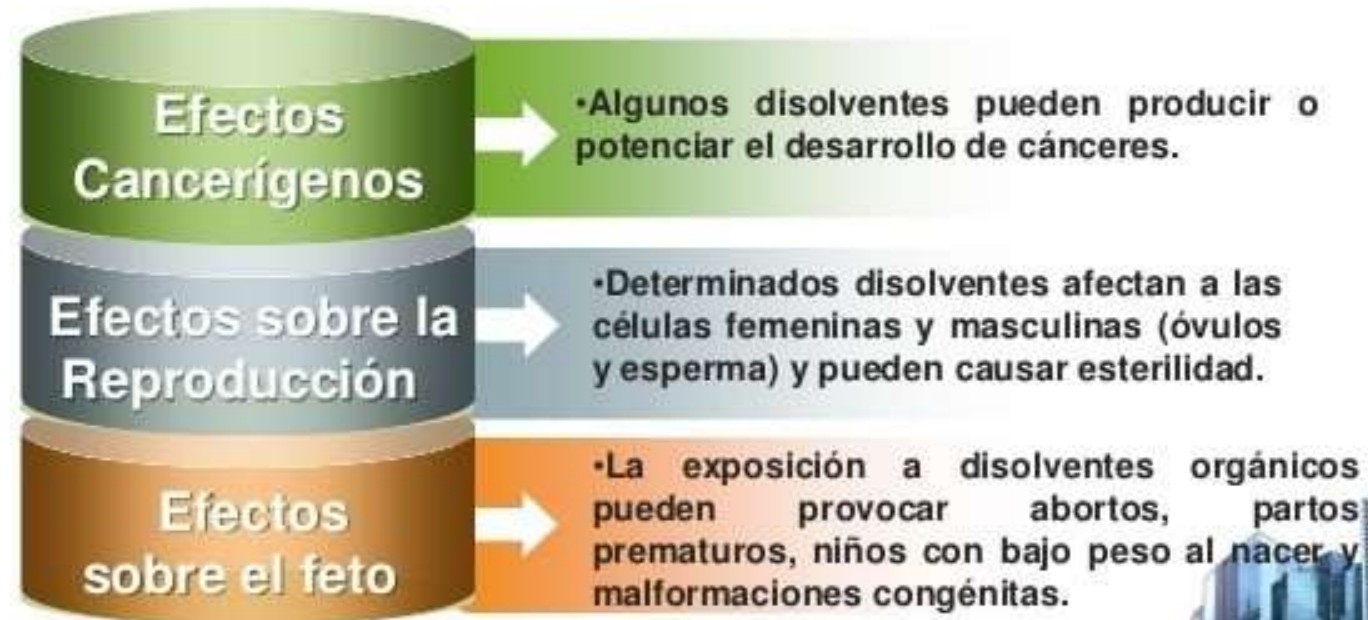 Efectos
Cancerígenos
•Algunos disolventes pueden producir o
potenciar el desarrollo de cánceres.
Efectos sobre la
Reproducción
•Determinados disolventes afectan a las
células femeninas y masculinas (óvulos
y esperma) y pueden causar esterilidad.
Efectos
sobre el feto
•La exposición a disolventes orgánicos
pueden provocar abortos, partos
prematuros, niños con bajo peso al nacer y
malformaciones congénitas.